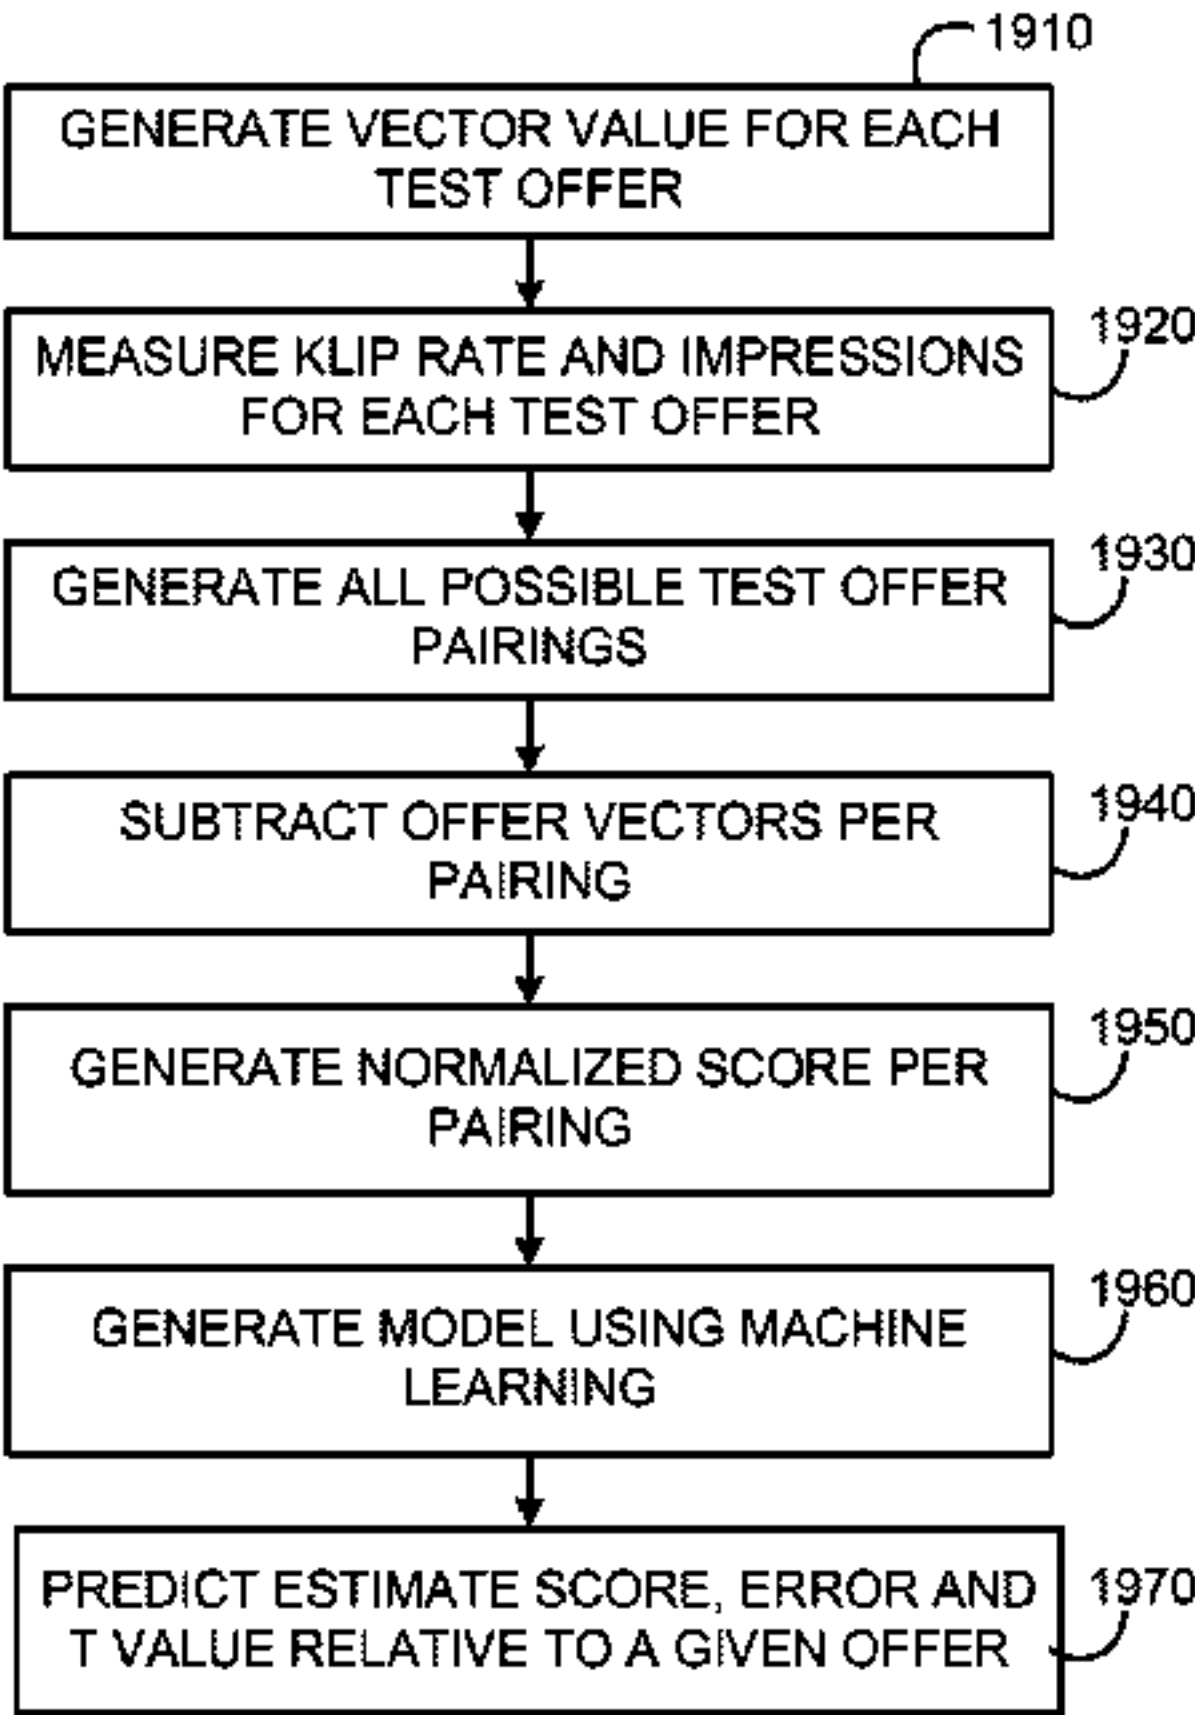 1910
GENERATE VECTOR VALUE FOR EACH
TEST OFFER
1920
MEASURE KLIP RATE AND IMPRESSIONS
FOR EACH TEST OFFER
1930
GENERATE ALL POSSIBLE TEST OFFER
PAIRINGS
1940
SUBTRACT OFFER VECTORS PER
PAIRING
1950
GENERATE NORMALIZED SCORE PER
PAIRING
1960
GENERATE MODEL USING MACHINE
LEARNING
1970
PREDICT ESTIMATE SCORE, ERROR AND
T VALUE RELATIVE TO A GIVEN OFFER